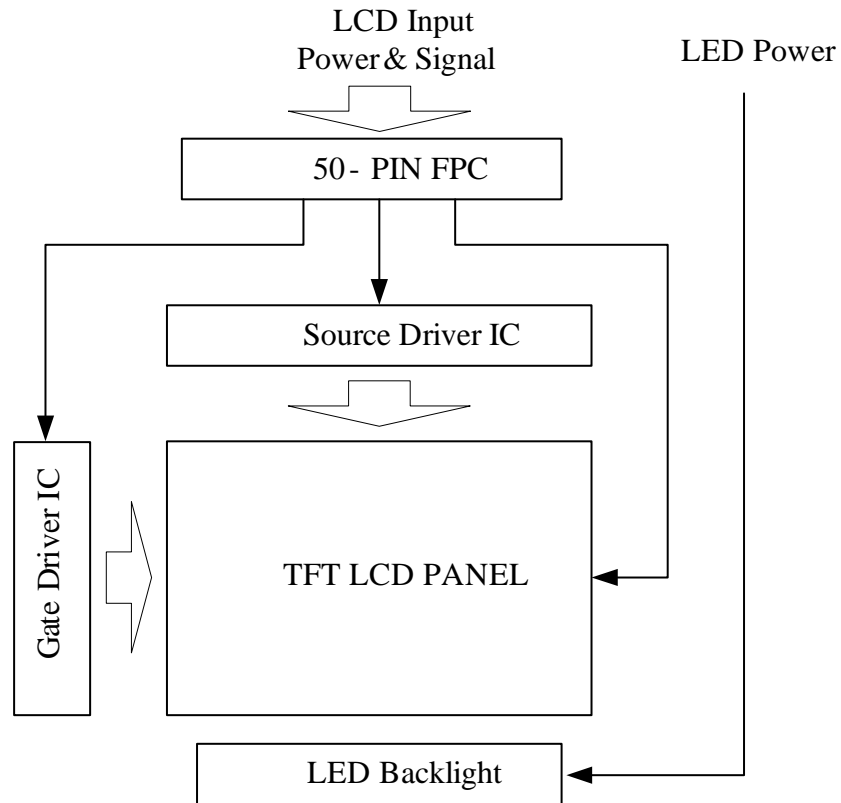 LCD Input
Power & Signal
LED Power
50 - PIN FPC
Source Driver IC
Gate Driver IC
TFT LCD PANEL
LED Backlight